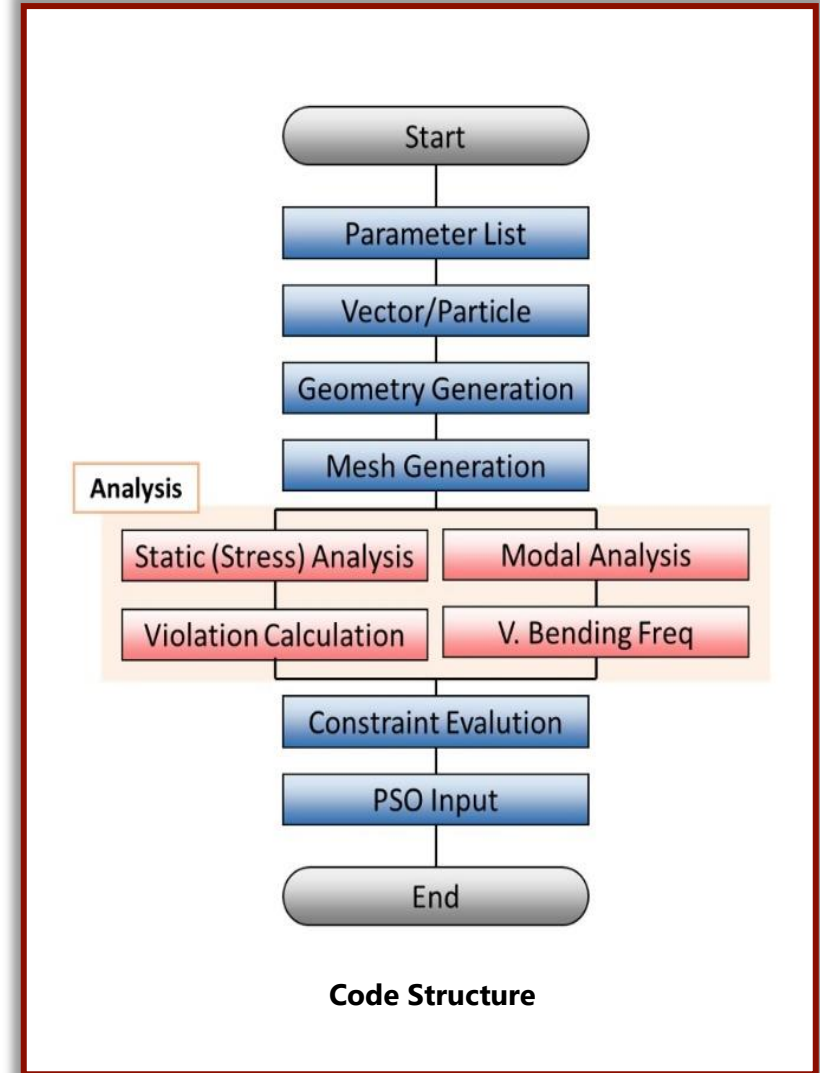 Start
Parameter List
Vector/Particle
Geometry Generation
Mesh Generation
Analysis
Static (Stress) Analysis
Modal Analysis
Violation Calculation
V. Bending Freq
Constraint Evalution
PSO Input
End
Code Structure